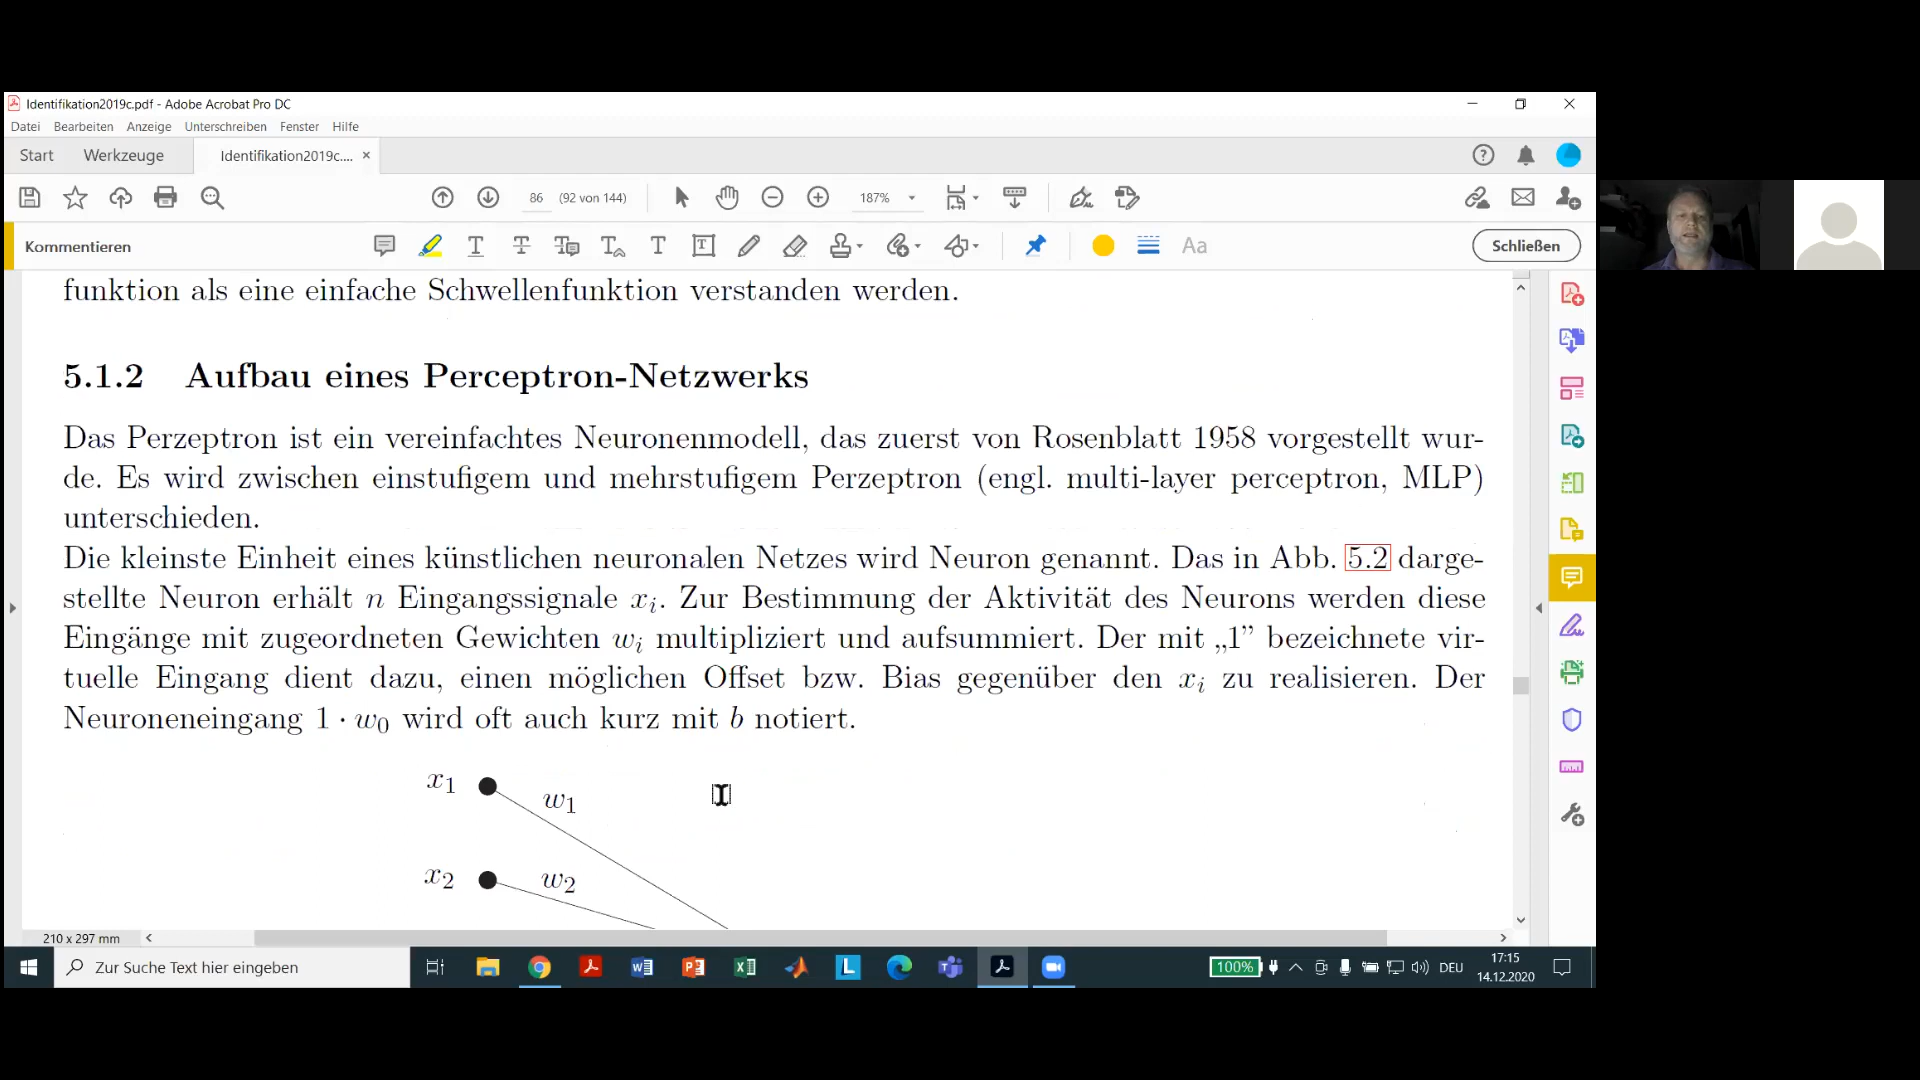 Identifikation2019c.pdf - Adobe Acrobat Pro DC
Datei Bearbeiten Anzeige Unterschreiben Fenster Hilfe
Start Werkzeuge Identifikation2019c.... ×
86 (92 von 144) 187%
Kommentieren Aa Schließen
funktion als eine einfache Schwellenfunktion verstanden werden.
5.1.2 Aufbau eines Perceptron-Netzwerks
Das Perzeptron ist ein vereinfachtes Neuronenmodell, das zuerst von Rosenblatt 1958 vorgestellt wur-
de. Es wird zwischen einstufigem und mehrstufigem Perzeptron (engl. multi-layer perceptron, MLP)
unterschieden.
Die kleinste Einheit eines künstlichen neuronalen Netzes wird Neuron genannt. Das in Abb. 5.2 darge-
stellte Neuron erhält n Eingangssignale xᵢ. Zur Bestimmung der Aktivität des Neurons werden diese
Eingänge mit zugeordneten Gewichten wᵢ multipliziert und aufsummiert. Der mit „1” bezeichnete vir-
tuelle Eingang dient dazu, einen möglichen Offset bzw. Bias gegenüber den xᵢ zu realisieren. Der
Neuroneneingang 1 · w₀ wird oft auch kurz mit b notiert.
x₁ w₁
x₂ w₂
210 x 297 mm
Zur Suche Text hier eingeben 100% DEU 17:15
14.12.2020